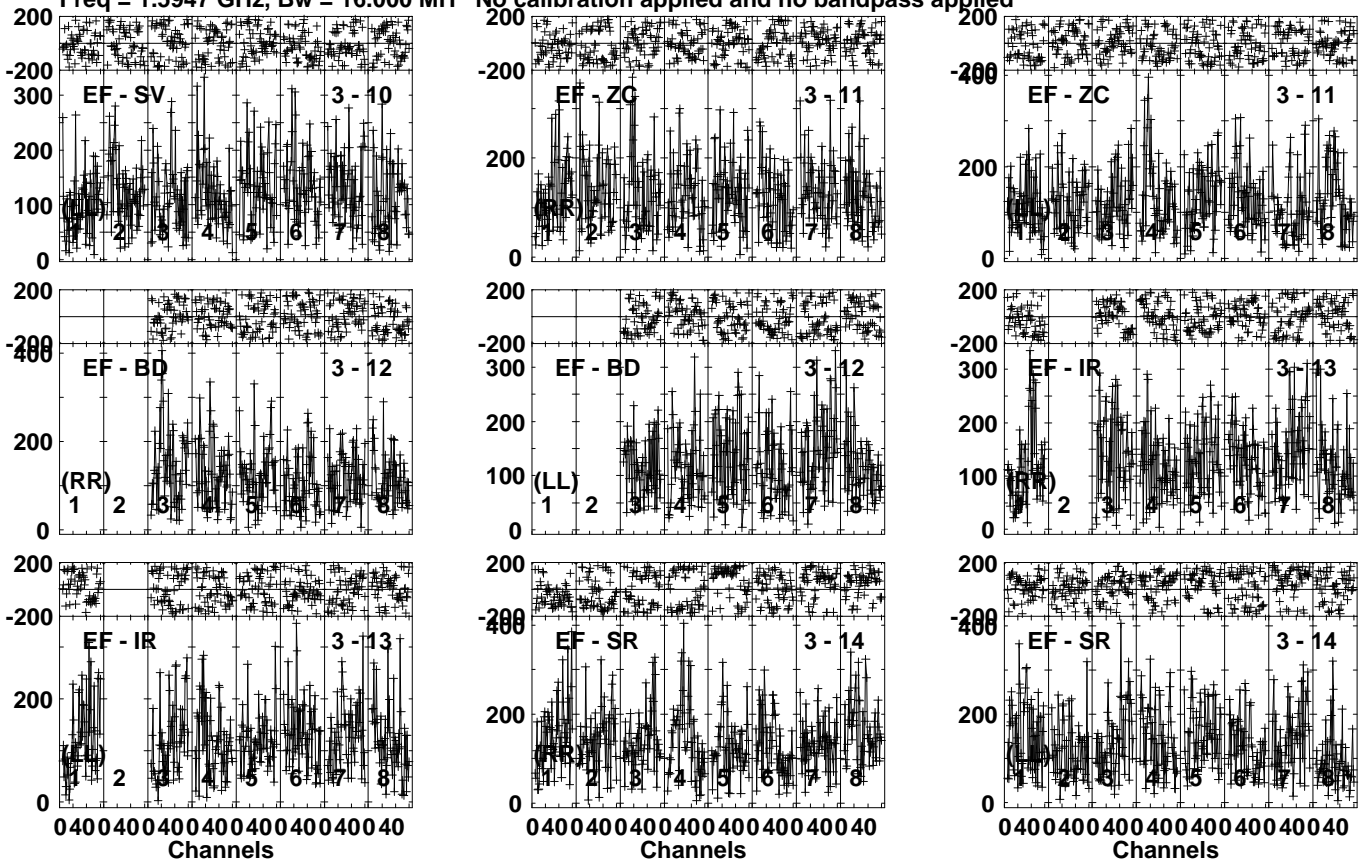 Freq = 1.5947 GHz, Bw = 16.000 MH No calibration applied and no bandpass applied
200 200 200
-200 -200
300 EF - SV 3 - 10 EF - ZC 3 - 11 400 EF - ZC 3 - 11
200 200 200
100 (LL) (RR) (LL)
1 2 3 4 5 6 7 8 1 2 3 4 5 6 7 8 1 2 3 4 5 6 7 8
0 0 0
200 200 200
-200 -200 -200
400 EF - BD 3 - 12 300 EF - BD 3 - 12 300 EF - IR 3 - 13
200 200 200
(RR) 100 (LL) 100 (RR)
1 2 3 4 5 6 7 8 1 2 3 4 5 6 7 8 1 2 3 4 5 6 7 8
0 0 0
200 200 200
-200 -200 -200
EF - IR 3 - 13 400 EF - SR 3 - 14 400 EF - SR 3 - 14
200 200 200
(LL) (RR) (LL)
1 2 3 4 5 6 7 8 1 2 3 4 5 6 7 8 1 2 3 4 5 6 7 8
0 0 0
0 40 0 40 0 40 0 40 0 40 0 40 0 40 0 40 0 40 0 40 0 40 0 40 0 40 0 40 0 40 0 40 0 40 0 40 0 40 0 40 0 40 0 40 0 40 0 40
Channels Channels Channels